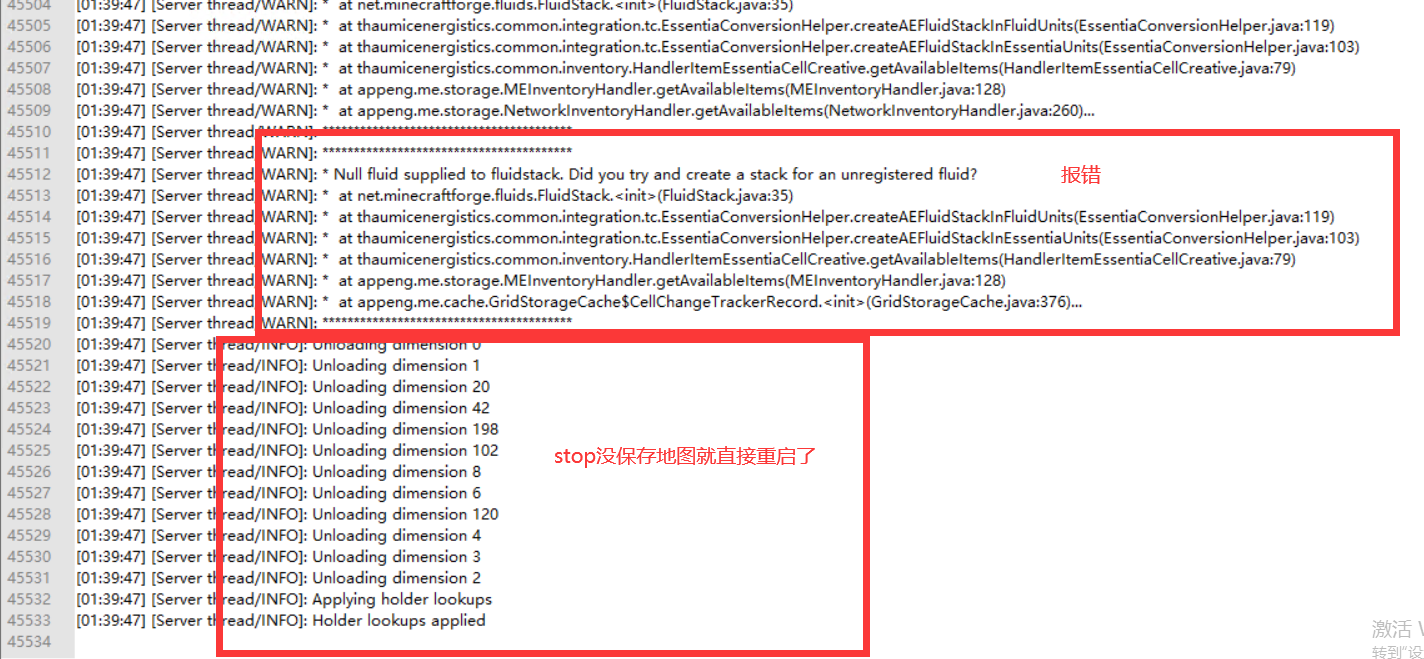 45504 [01:39:47] [Server thread/WARN]: * at net.minecraftforge.fluids.FluidStack.<init>(FluidStack.java:35)
45505 [01:39:47] [Server thread/WARN]: * at thaumicenergistics.common.integration.tc.EssentiaConversionHelper.createAEFluidStackInFluidUnits(EssentiaConversionHelper.java:119)
45506 [01:39:47] [Server thread/WARN]: * at thaumicenergistics.common.integration.tc.EssentiaConversionHelper.createAEFluidStackInEssentiaUnits(EssentiaConversionHelper.java:103)
45507 [01:39:47] [Server thread/WARN]: * at thaumicenergistics.common.inventory.HandlerItemEssentiaCellCreative.getAvailableItems(HandlerItemEssentiaCellCreative.java:79)
45508 [01:39:47] [Server thread/WARN]: * at appeng.me.storage.MEInventoryHandler.getAvailableItems(MEInventoryHandler.java:128)
45509 [01:39:47] [Server thread/WARN]: * at appeng.me.storage.NetworkInventoryHandler.getAvailableItems(NetworkInventoryHandler.java:260)...
45510 [01:39:47] [Server thread/WARN]: ****************************************
45511 [01:39:47] [Server thread/WARN]: ****************************************
45512 [01:39:47] [Server thread/WARN]: * Null fluid supplied to fluidstack. Did you try and create a stack for an unregistered fluid? 报错
45513 [01:39:47] [Server thread/WARN]: * at net.minecraftforge.fluids.FluidStack.<init>(FluidStack.java:35)
45514 [01:39:47] [Server thread/WARN]: * at thaumicenergistics.common.integration.tc.EssentiaConversionHelper.createAEFluidStackInFluidUnits(EssentiaConversionHelper.java:119)
45515 [01:39:47] [Server thread/WARN]: * at thaumicenergistics.common.integration.tc.EssentiaConversionHelper.createAEFluidStackInEssentiaUnits(EssentiaConversionHelper.java:103)
45516 [01:39:47] [Server thread/WARN]: * at thaumicenergistics.common.inventory.HandlerItemEssentiaCellCreative.getAvailableItems(HandlerItemEssentiaCellCreative.java:79)
45517 [01:39:47] [Server thread/WARN]: * at appeng.me.storage.MEInventoryHandler.getAvailableItems(MEInventoryHandler.java:128)
45518 [01:39:47] [Server thread/WARN]: * at appeng.me.cache.GridStorageCache$CellChangeTrackerRecord.<init>(GridStorageCache.java:376)...
45519 [01:39:47] [Server thread/WARN]: ****************************************
45520 [01:39:47] [Server thread/INFO]: Unloading dimension 0
45521 [01:39:47] [Server thread/INFO]: Unloading dimension 1
45522 [01:39:47] [Server thread/INFO]: Unloading dimension 20
45523 [01:39:47] [Server thread/INFO]: Unloading dimension 42
45524 [01:39:47] [Server thread/INFO]: Unloading dimension 198
45525 [01:39:47] [Server thread/INFO]: Unloading dimension 102
stop没保存地图就直接重启了
45526 [01:39:47] [Server thread/INFO]: Unloading dimension 8
45527 [01:39:47] [Server thread/INFO]: Unloading dimension 6
45528 [01:39:47] [Server thread/INFO]: Unloading dimension 120
45529 [01:39:47] [Server thread/INFO]: Unloading dimension 4
45530 [01:39:47] [Server thread/INFO]: Unloading dimension 3
45531 [01:39:47] [Server thread/INFO]: Unloading dimension 2
45532 [01:39:47] [Server thread/INFO]: Applying holder lookups
45533 [01:39:47] [Server thread/INFO]: Holder lookups applied
45534
激活
转到"设